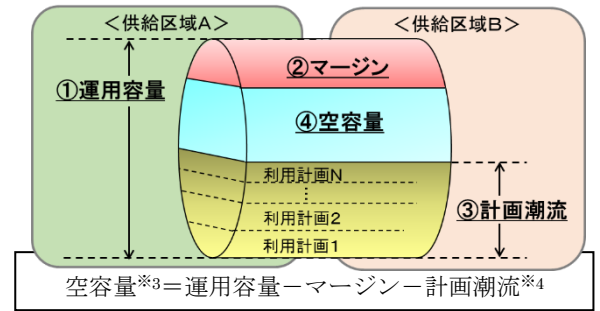 ＜供給区域A＞
＜供給区域B＞
①運用容量
②マージン
④空容量
利用計画N
⋮
利用計画2
利用計画1
③計画潮流
空容量※3＝運用容量－マージン－計画潮流※4